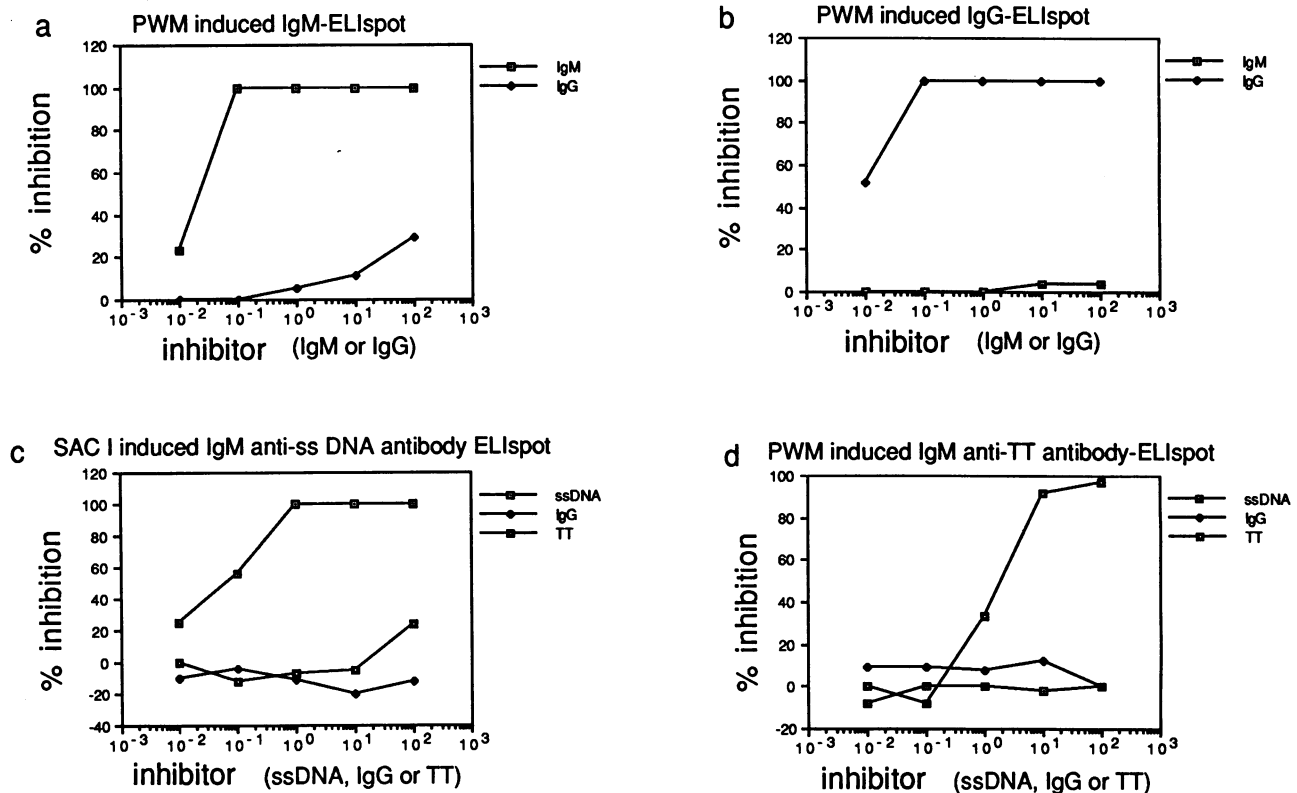 a
PWM induced IgM-ELIspot
120
100
80
60
40
20
0
% inhibition
10-3 10-2 10-1 100 101 102 103
inhibitor (IgM or IgG)
IgM
IgG
b
PWM induced IgG-ELIspot
120
100
80
60
40
20
0
% inhibition
10-3 10-2 10-1 100 101 102 103
inhibitor (IgM or IgG)
IgM
IgG
c
SAC I induced IgM anti-ss DNA antibody ELIspot
120
100
80
60
40
20
0
-20
-40
% inhibition
10-3 10-2 10-1 100 101 102 103
inhibitor (ssDNA, IgG or TT)
ssDNA
IgG
TT
d
PWM induced IgM anti-TT antibody-ELIspot
100
80
60
40
20
0
-20
% inhibition
10-3 10-2 10-1 100 101 102 103
inhibitor (ssDNA, IgG or TT)
ssDNA
IgG
TT